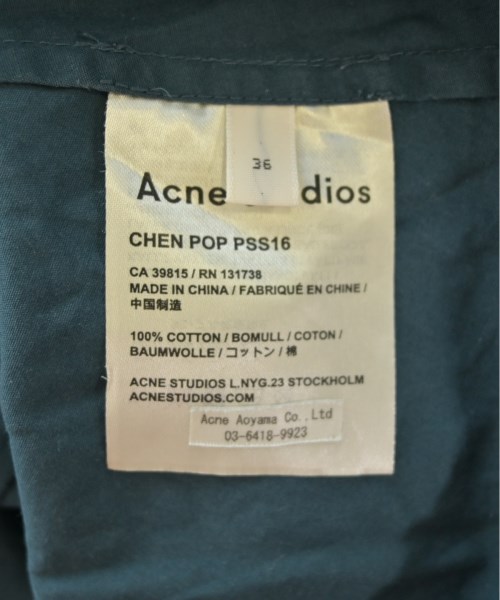 36
Acne
dios
CHEN POP PSS16
CA 39815 / RN 131738
MADE IN CHINA / FABRIQUÉ EN CHINE /
中国制造
100% COTTON / BOMULL / COTON /
BAUMWOLLE / コットン / 棉
ACNE STUDIOS L.NYG.23 STOCKHOLM
ACNESTUDIOS.COM
Acne Aoyama Co.,Ltd
03-6418-9923